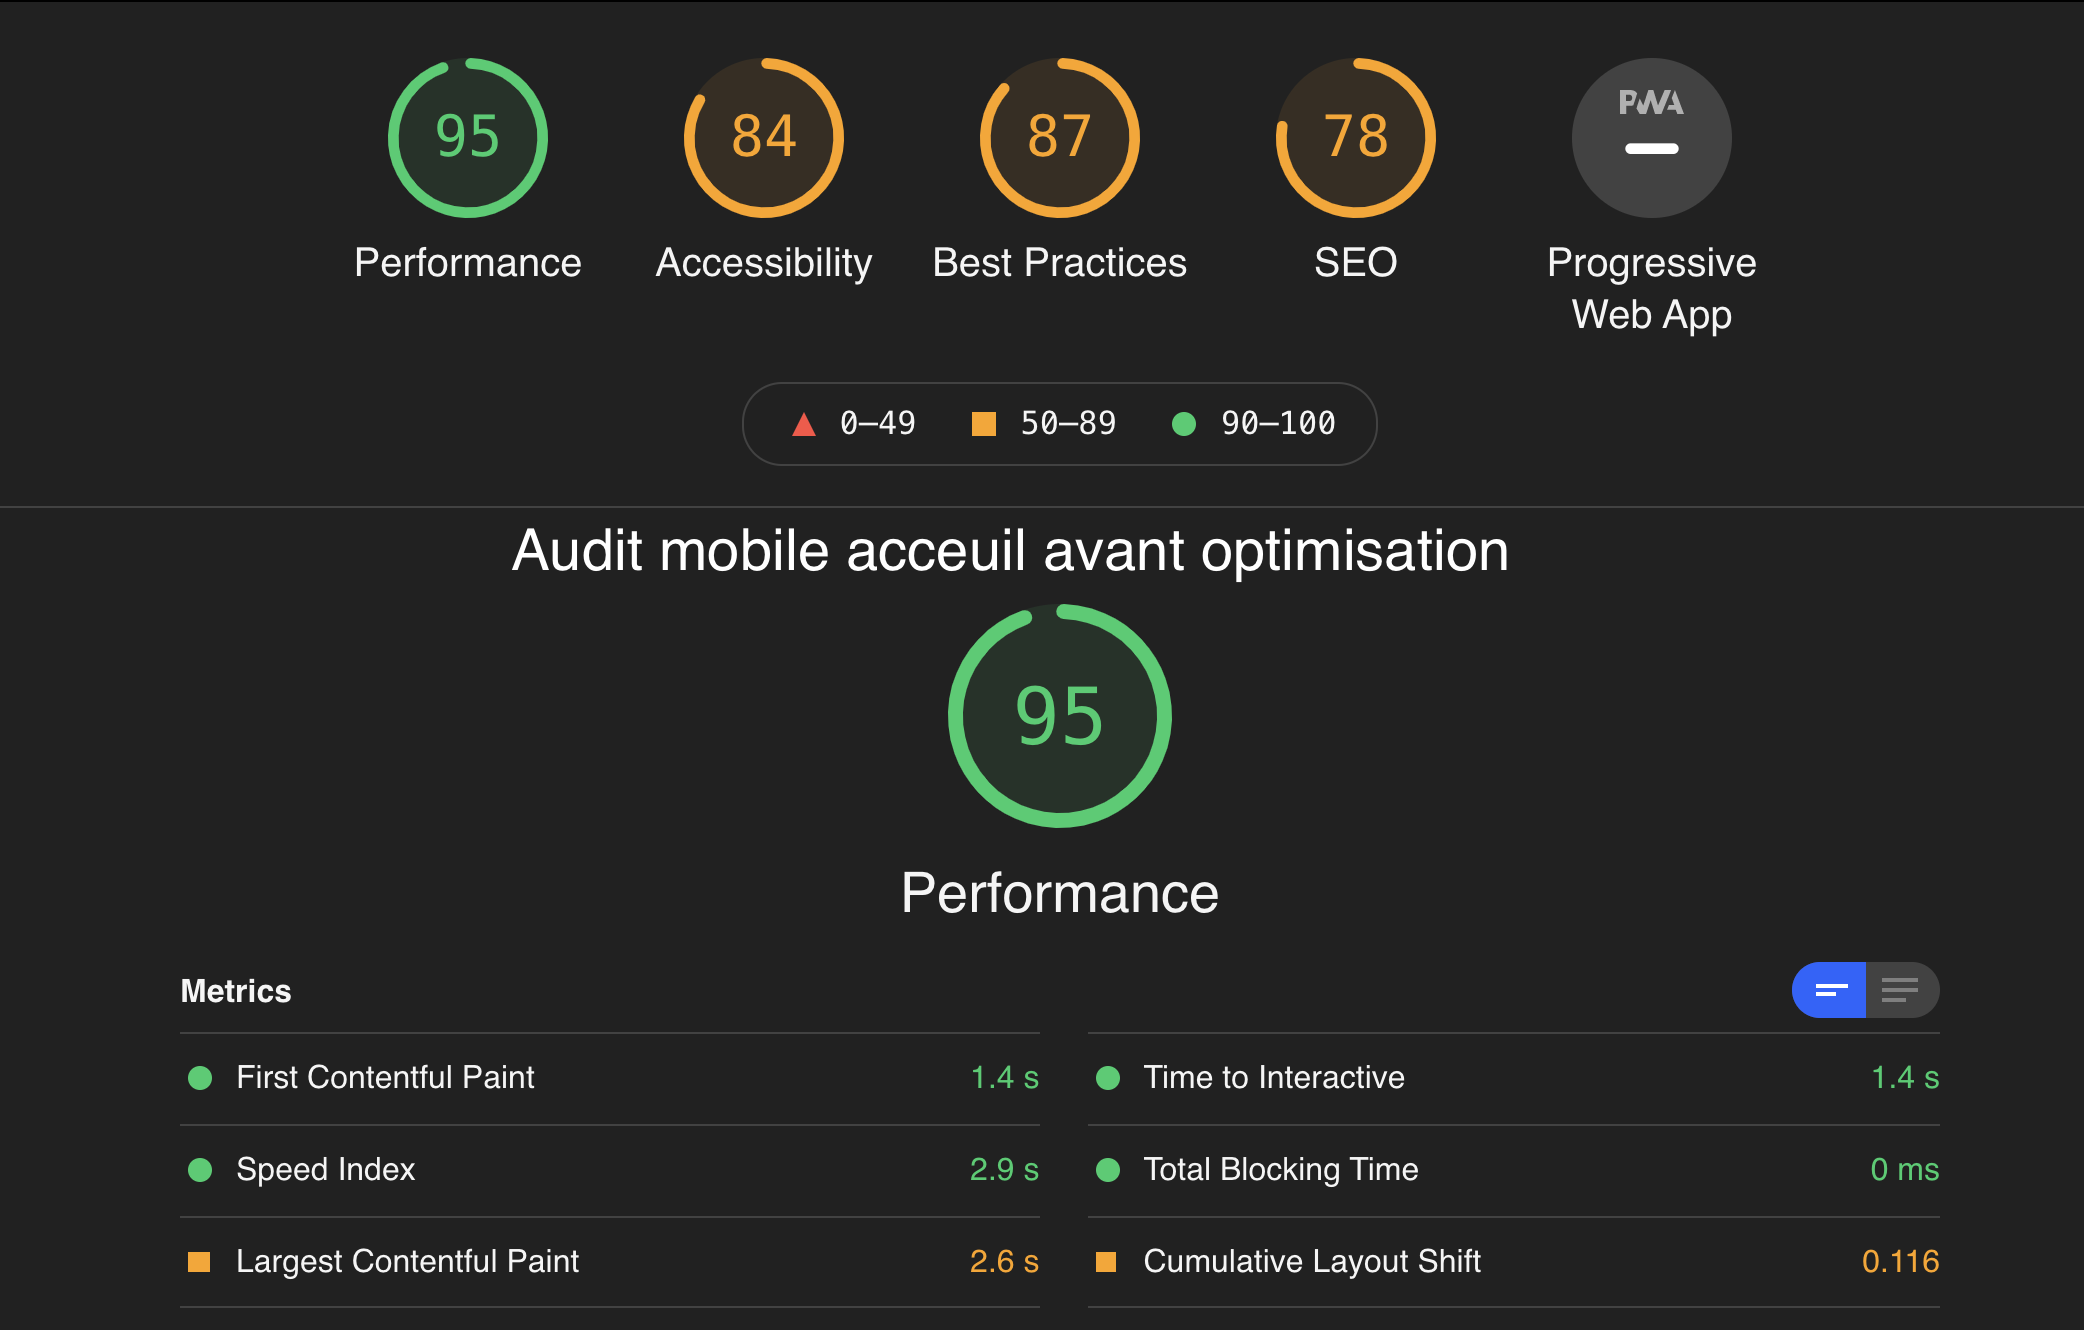 95
84
87
78
PWA
Performance
Accessibility
Best Practices
SEO
Progressive
Web App
0–49
50–89
90–100
Audit mobile acceuil avant optimisation
95
Performance
Metrics
First Contentful Paint 1.4 s
Time to Interactive 1.4 s
Speed Index 2.9 s
Total Blocking Time 0 ms
Largest Contentful Paint 2.6 s
Cumulative Layout Shift 0.116